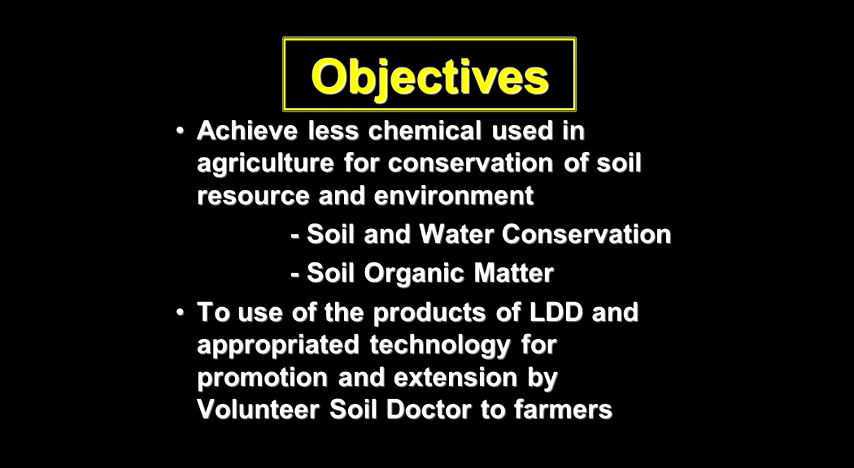 Objectives
• Achieve less chemical used in
agriculture for conservation of soil
resource and environment
- Soil and Water Conservation
- Soil Organic Matter
• To use of the products of LDD and
appropriated technology for
promotion and extension by
Volunteer Soil Doctor to farmers